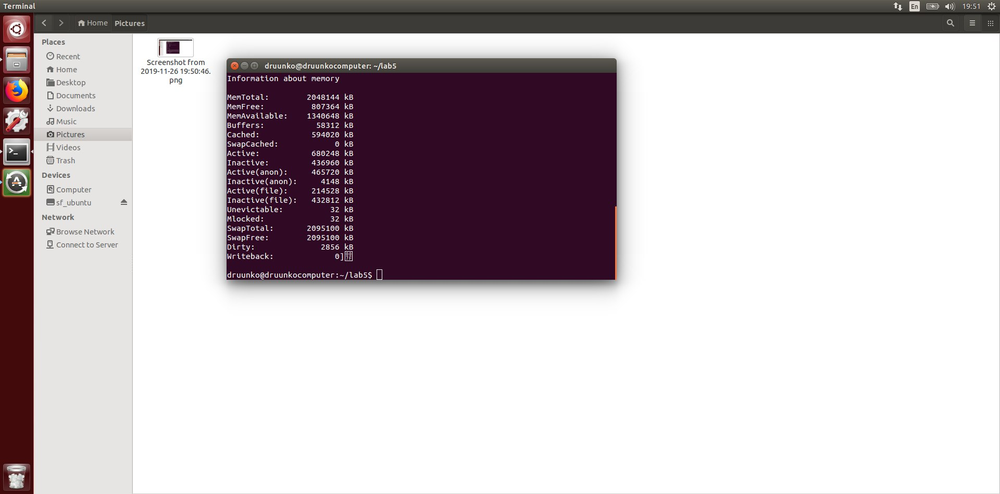 Terminal
En
19:51
Home
Pictures
Places
Recent
Home
Desktop
Documents
Downloads
Music
Pictures
Videos
Trash
Devices
Computer
sf_ubuntu
Network
Browse Network
Connect to Server
Screenshot from
2019-11-26 19:50:46.
png
druunko@druunkocomputer: ~/lab5
Information about memory
MemTotal: 2048144 kB
MemFree: 807364 kB
MemAvailable: 1340648 kB
Buffers: 58312 kB
Cached: 594020 kB
SwapCached: 0 kB
Active: 680248 kB
Inactive: 436960 kB
Active(anon): 465720 kB
Inactive(anon): 4148 kB
Active(file): 214528 kB
Inactive(file): 432812 kB
Unevictable: 32 kB
Mlocked: 32 kB
SwapTotal: 2095100 kB
SwapFree: 2095100 kB
Dirty: 2856 kB
Writeback: 0]
druunko@druunkocomputer:~/lab5$